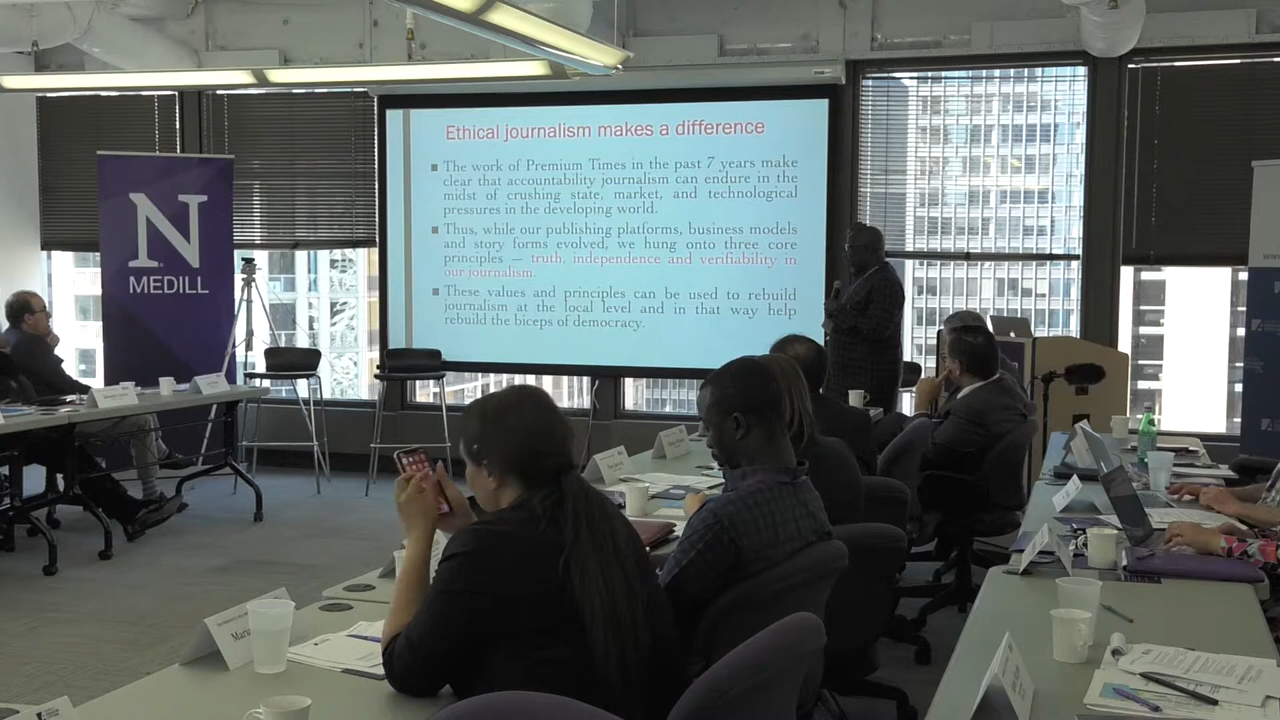 Ethical journalism makes a difference
The work of Premium Times in the past 7 years make
clear that accountability journalism can endure in the
midst of crushing state, market, and technological
pressures in the developing world.
Thus, while our publishing platforms, business models
and story forms evolved, we hung onto three core
principles — truth, independence and verifiability in
our journalism.
These values and principles can be used to rebuild
journalism at the local level and in that way help
rebuild the biceps of democracy.
N
MEDILL